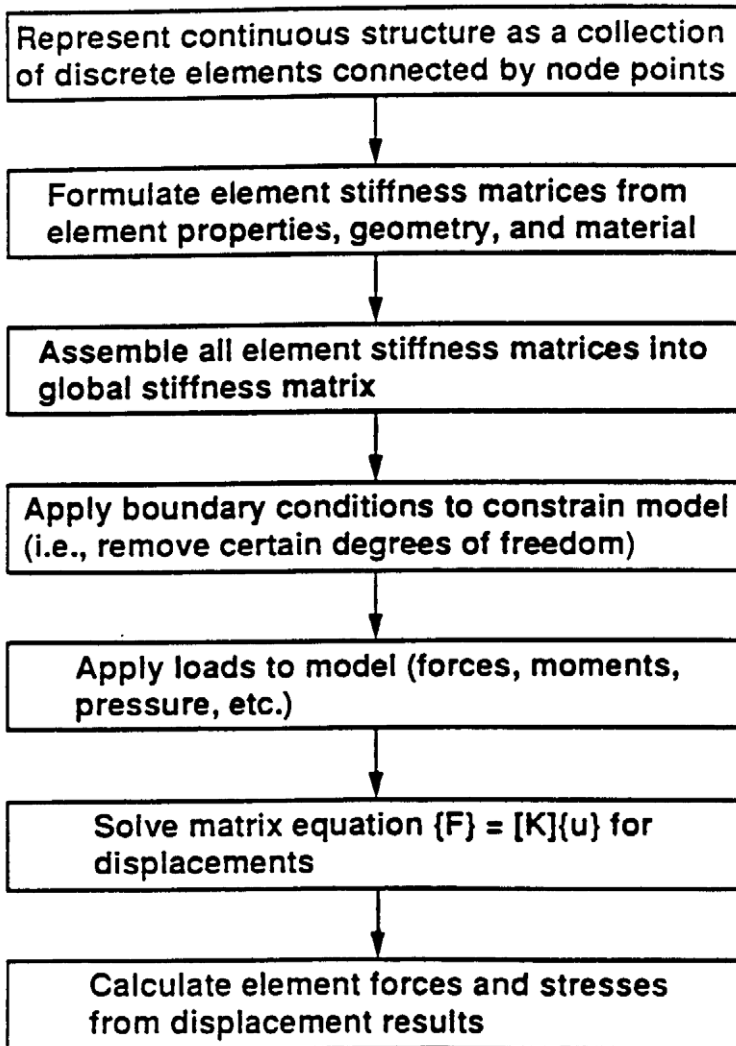 Represent continuous structure as a collection
of discrete elements connected by node points
Formulate element stiffness matrices from
element properties, geometry, and material
Assemble all element stiffness matrices into
global stiffness matrix
Apply boundary conditions to constrain model
(i.e., remove certain degrees of freedom)
Apply loads to model (forces, moments,
pressure, etc.)
Solve matrix equation {F} = [K]{u} for
displacements
Calculate element forces and stresses
from displacement results